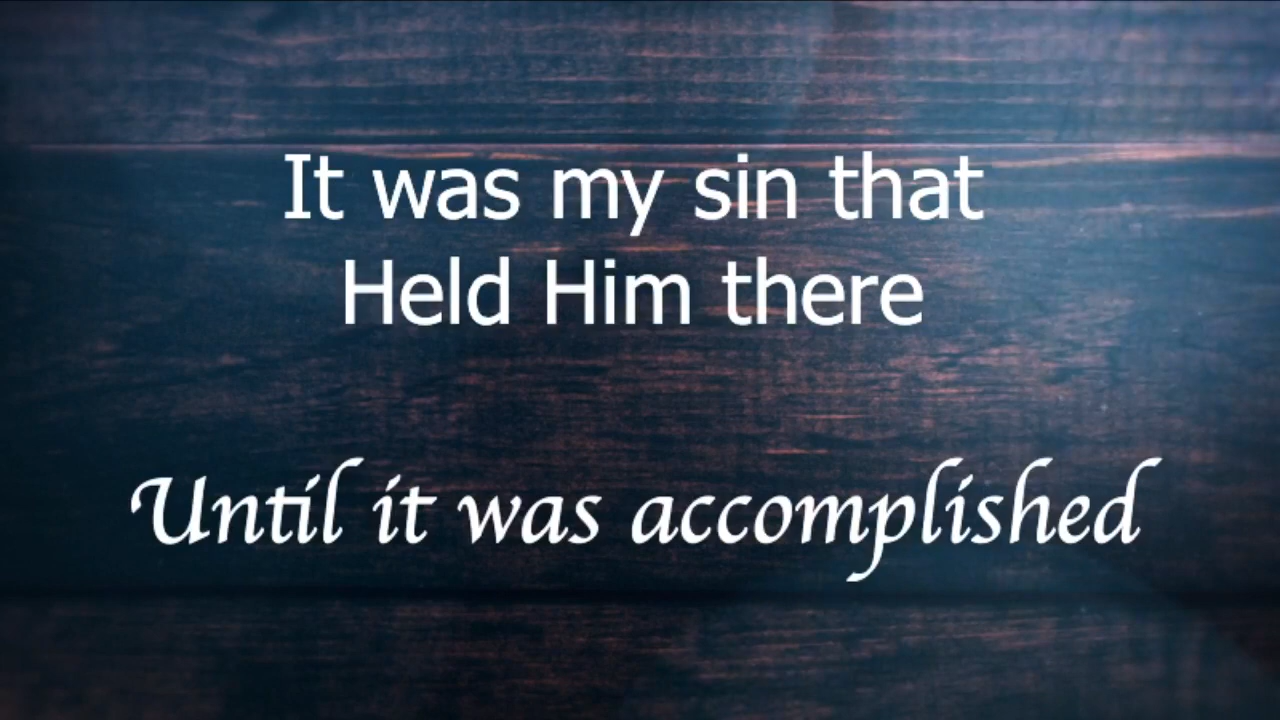 It was my sin that
Held Him there
Until it was accomplished